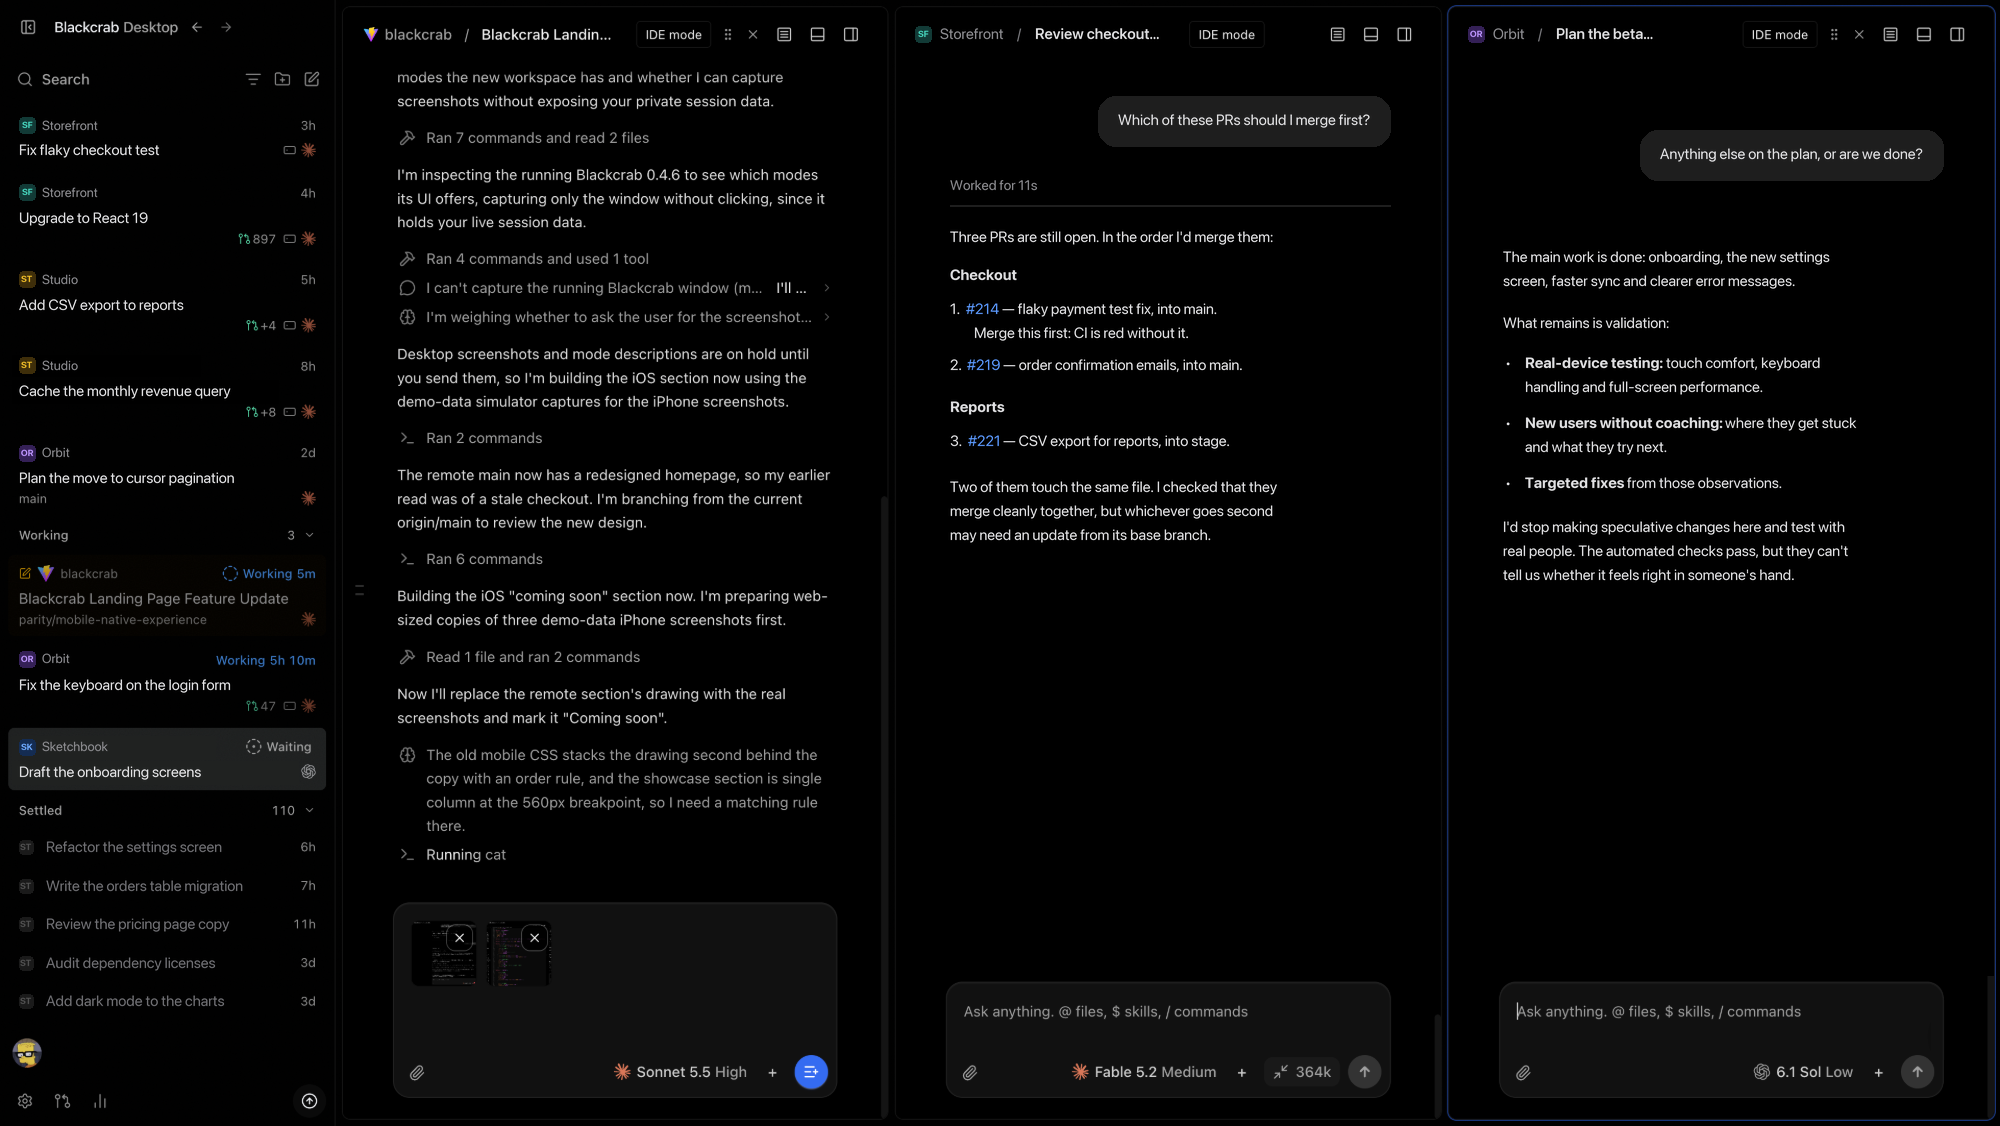 Blackcrab Desktop
Search
SF Storefront 3h
Fix flaky checkout test
SF Storefront 4h
Upgrade to React 19
897
ST Studio 5h
Add CSV export to reports
+4
ST Studio 8h
Cache the monthly revenue query
+8
OR Orbit 2d
Plan the move to cursor pagination
main
Working 3
blackcrab Working 5m
Blackcrab Landing Page Feature Update
parity/mobile-native-experience
OR Orbit Working 5h 10m
Fix the keyboard on the login form
47
SK Sketchbook Waiting
Draft the onboarding screens
Settled 110
ST Refactor the settings screen 6h
ST Write the orders table migration 7h
ST Review the pricing page copy 11h
ST Audit dependency licenses 3d
ST Add dark mode to the charts 3d
blackcrab / Blackcrab Landin... IDE mode
modes the new workspace has and whether I can capture
screenshots without exposing your private session data.
Ran 7 commands and read 2 files
I'm inspecting the running Blackcrab 0.4.6 to see which modes
its UI offers, capturing only the window without clicking, since it
holds your live session data.
Ran 4 commands and used 1 tool
I can't capture the running Blackcrab window (m... I'll ...
I'm weighing whether to ask the user for the screenshot...
Desktop screenshots and mode descriptions are on hold until
you send them, so I'm building the iOS section now using the
demo-data simulator captures for the iPhone screenshots.
Ran 2 commands
The remote main now has a redesigned homepage, so my earlier
read was of a stale checkout. I'm branching from the current
origin/main to review the new design.
Ran 6 commands
Building the iOS "coming soon" section now. I'm preparing web-
sized copies of three demo-data iPhone screenshots first.
Read 1 file and ran 2 commands
Now I'll replace the remote section's drawing with the real
screenshots and mark it "Coming soon".
The old mobile CSS stacks the drawing second behind the
copy with an order rule, and the showcase section is single
column at the 560px breakpoint, so I need a matching rule
there.
Running cat
Sonnet 5.5 High +
SF Storefront / Review checkout... IDE mode
Which of these PRs should I merge first?
Worked for 11s
Three PRs are still open. In the order I'd merge them:
Checkout
1. #214 — flaky payment test fix, into main.
Merge this first: CI is red without it.
2. #219 — order confirmation emails, into main.
Reports
3. #221 — CSV export for reports, into stage.
Two of them touch the same file. I checked that they
merge cleanly together, but whichever goes second
may need an update from its base branch.
Ask anything. @ files, $ skills, / commands
Fable 5.2 Medium + 364k
OR Orbit / Plan the beta... IDE mode
Anything else on the plan, or are we done?
The main work is done: onboarding, the new settings
screen, faster sync and clearer error messages.
What remains is validation:
• Real-device testing: touch comfort, keyboard
handling and full-screen performance.
• New users without coaching: where they get stuck
and what they try next.
• Targeted fixes from those observations.
I'd stop making speculative changes here and test with
real people. The automated checks pass, but they can't
tell us whether it feels right in someone's hand.
Ask anything. @ files, $ skills, / commands
6.1 Sol Low +